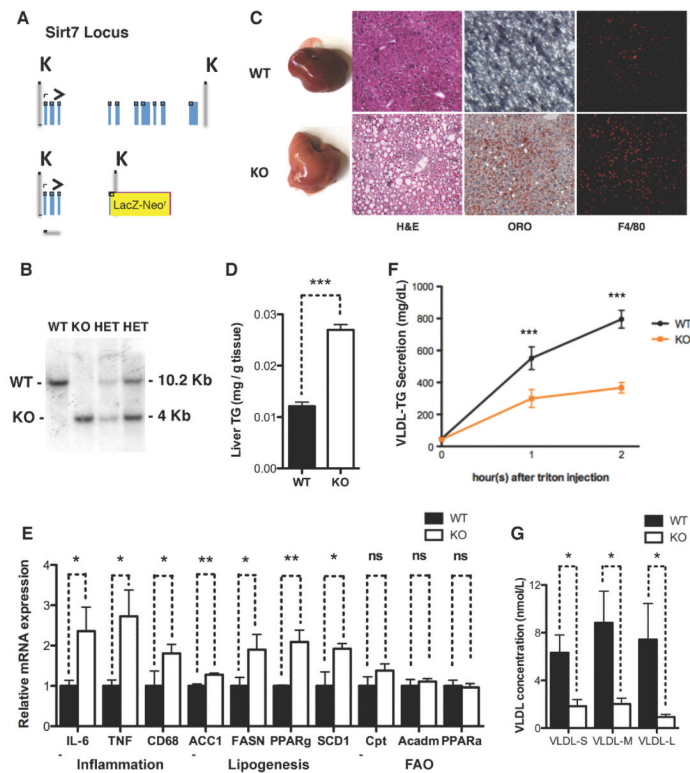 A
Sirt7 Locus
K
K
K
K
LacZ-Neoʳ
B
WT KO HET HET
WT -
- 10.2 Kb
KO -
- 4 Kb
C
WT
KO
H&E
ORO
F4/80
D
***
Liver TG (mg / g tissue)
0.03
0.02
0.01
0.00
WT
KO
F
VLDL-TG Secretion (mg/dL)
1000
800
600
400
200
0
***
***
WT
KO
0
1
2
hour(s) after triton injection
E
WT
KO
Relative mRNA expression
4
3
2
1
0
*
*
*
**
*
**
*
ns
ns
ns
IL-6
TNF
CD68
ACC1
FASN
PPARg
SCD1
Cpt
Acadm
PPARa
Inflammation
Lipogenesis
FAO
G
WT
KO
VLDL concentration (nmol/L)
12
8
4
0
*
*
*
VLDL-S
VLDL-M
VLDL-L